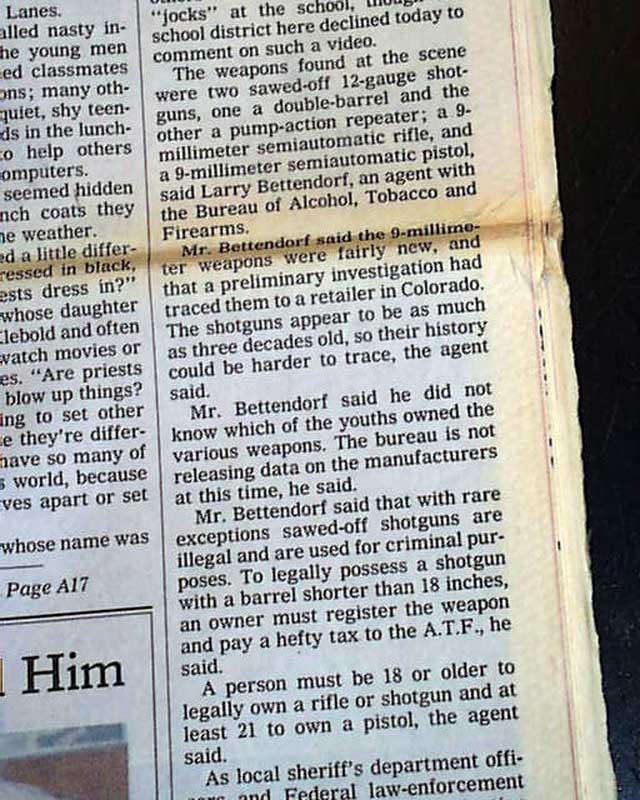 Lanes.
alled nasty in-
he young men
ed classmates
ons; many oth-
quiet, shy teen-
ds in the lunch-
to help others
omputers.
seemed hidden
nch coats they
he weather.
ed a little differ-
ressed in black,
ests dress in?"
whose daughter
Klebold and often
watch movies or
es. "Are priests
blow up things?
ing to set other
e they're differ-
have so many of
s world, because
ves apart or set
whose name was
Page A17
Him
"jocks" at the school, though
school district here declined today to
comment on such a video.
The weapons found at the scene
were two sawed-off 12-gauge shot-
guns, one a double-barrel and the
other a pump-action repeater; a 9-
millimeter semiautomatic rifle, and
a 9-millimeter semiautomatic pistol,
said Larry Bettendorf, an agent with
the Bureau of Alcohol, Tobacco and
Firearms.
Mr. Bettendorf said the 9-millime-
ter weapons were fairly new, and
that a preliminary investigation had
traced them to a retailer in Colorado.
The shotguns appear to be as much
as three decades old, so their history
could be harder to trace, the agent
said.
Mr. Bettendorf said he did not
know which of the youths owned the
various weapons. The bureau is not
releasing data on the manufacturers
at this time, he said.
Mr. Bettendorf said that with rare
exceptions sawed-off shotguns are
illegal and are used for criminal pur-
poses. To legally possess a shotgun
with a barrel shorter than 18 inches,
an owner must register the weapon
and pay a hefty tax to the A.T.F., he
said.
A person must be 18 or older to
legally own a rifle or shotgun and at
least 21 to own a pistol, the agent
said.
As local sheriff's department offi-
and Federal law-enforcement